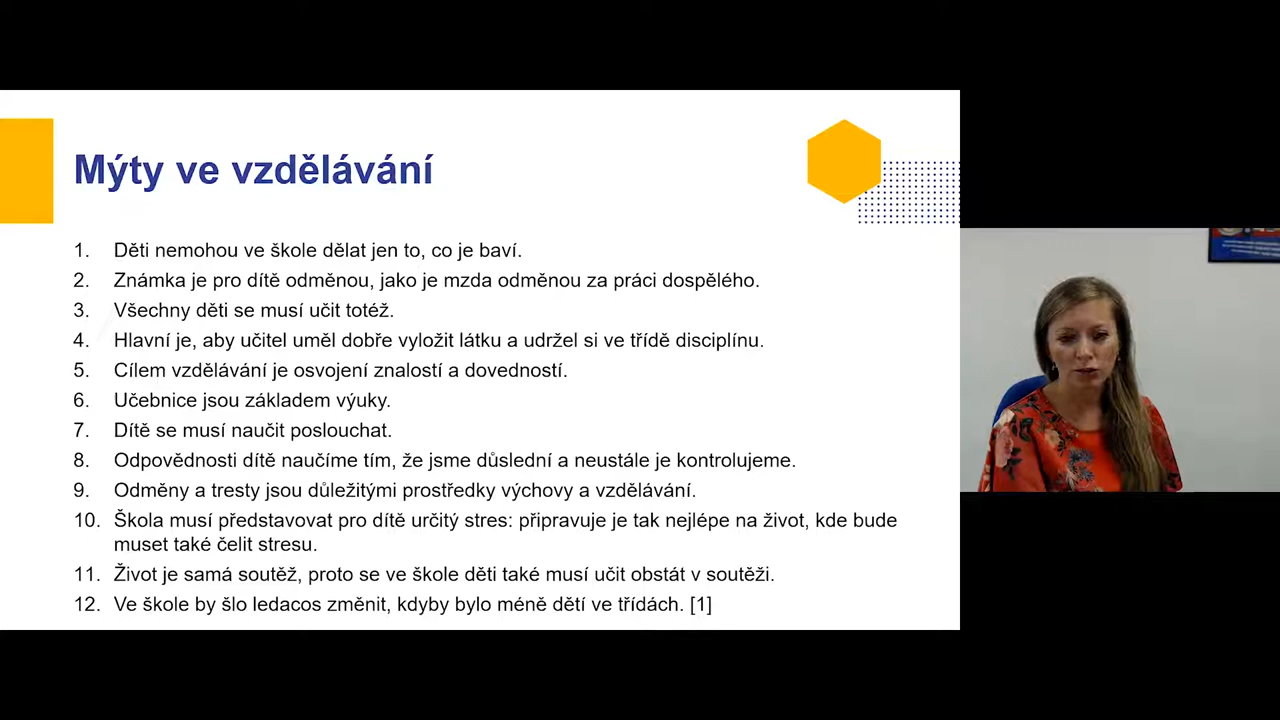 Mýty ve vzdělávání
1. Děti nemohou ve škole dělat jen to, co je baví.
2. Známka je pro dítě odměnou, jako je mzda odměnou za práci dospělého.
3. Všechny děti se musí učit totéž.
4. Hlavní je, aby učitel uměl dobře vyložit látku a udržel si ve třídě disciplínu.
5. Cílem vzdělávání je osvojení znalostí a dovedností.
6. Učebnice jsou základem výuky.
7. Dítě se musí naučit poslouchat.
8. Odpovědnosti dítě naučíme tím, že jsme důslední a neustále je kontrolujeme.
9. Odměny a tresty jsou důležitými prostředky výchovy a vzdělávání.
10. Škola musí představovat pro dítě určitý stres: připravuje je tak nejlépe na život, kde bude
muset také čelit stresu.
11. Život je samá soutěž, proto se ve škole děti také musí učit obstát v soutěži.
12. Ve škole by šlo ledacos změnit, kdyby bylo méně dětí ve třídách. [1]